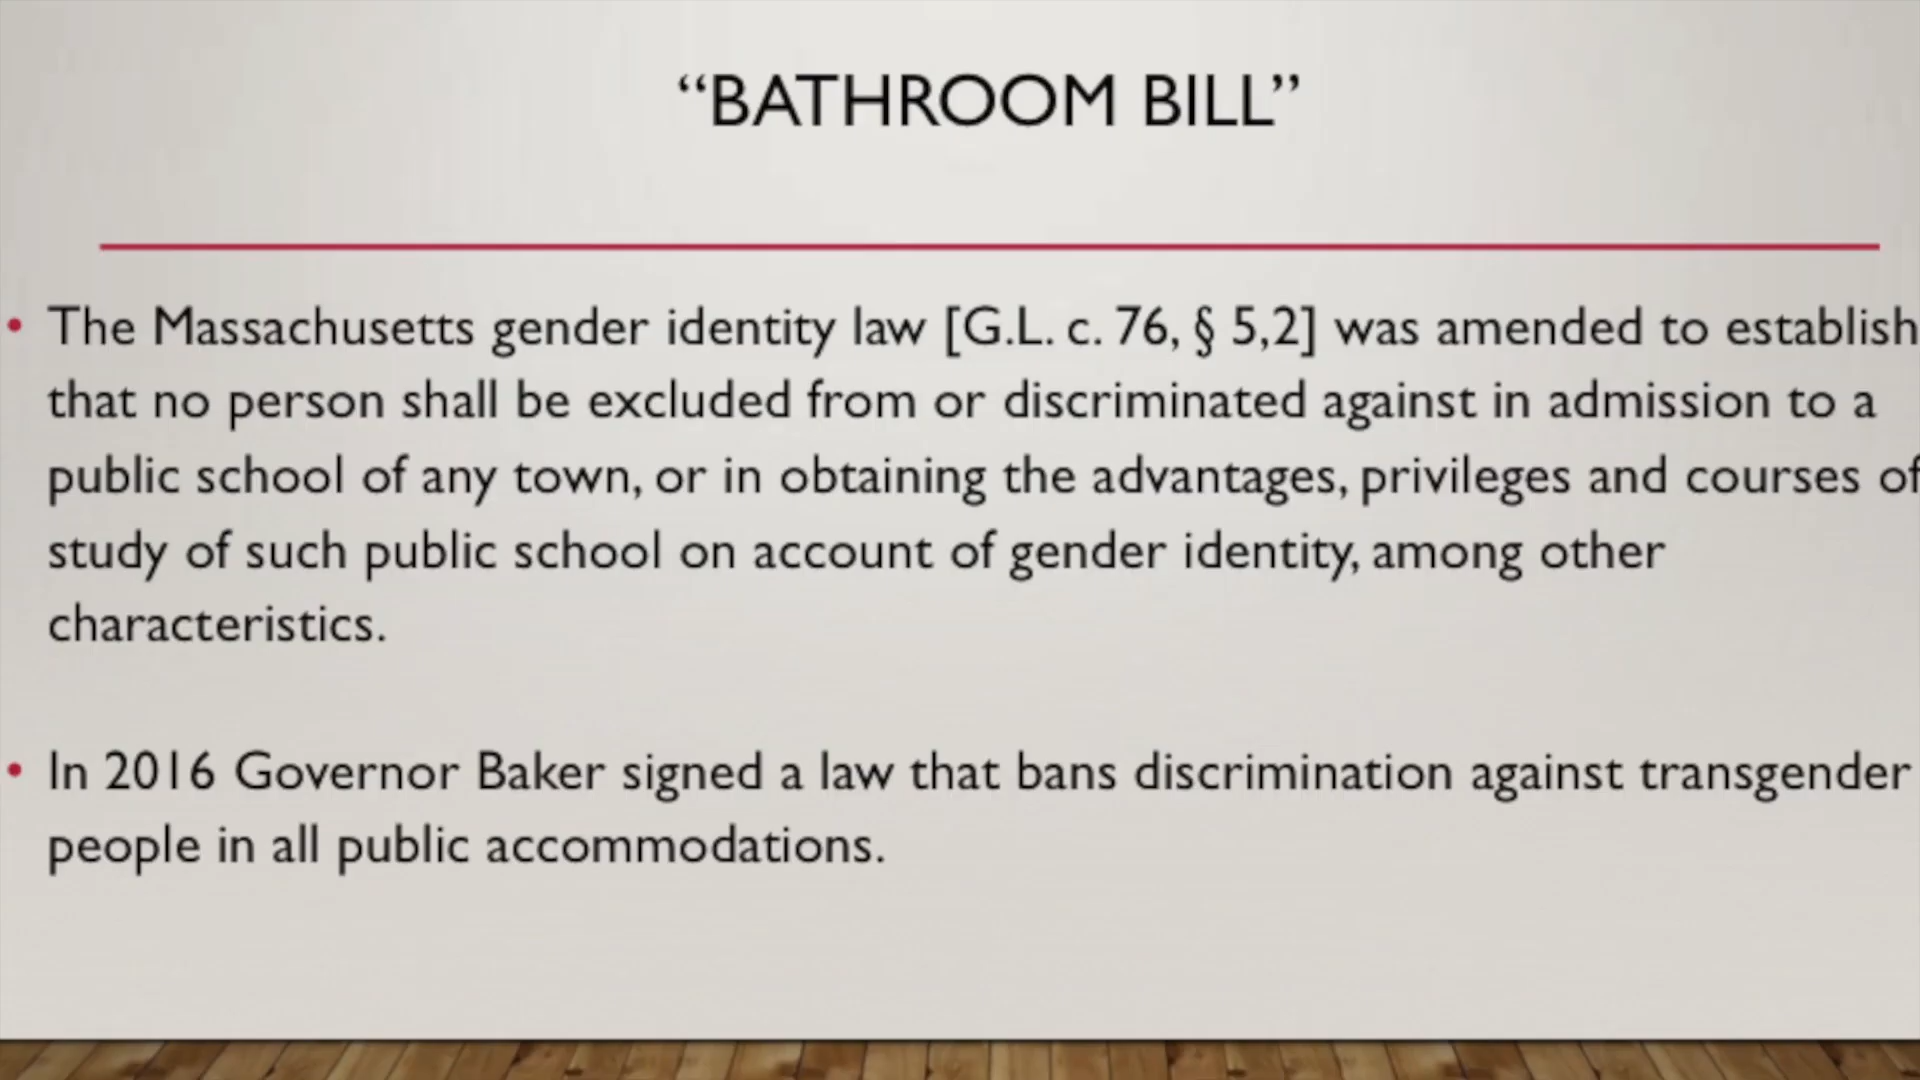 “BATHROOM BILL”
• The Massachusetts gender identity law [G.L. c. 76, § 5,2] was amended to establish
that no person shall be excluded from or discriminated against in admission to a
public school of any town, or in obtaining the advantages, privileges and courses of
study of such public school on account of gender identity, among other
characteristics.
• In 2016 Governor Baker signed a law that bans discrimination against transgender
people in all public accommodations.